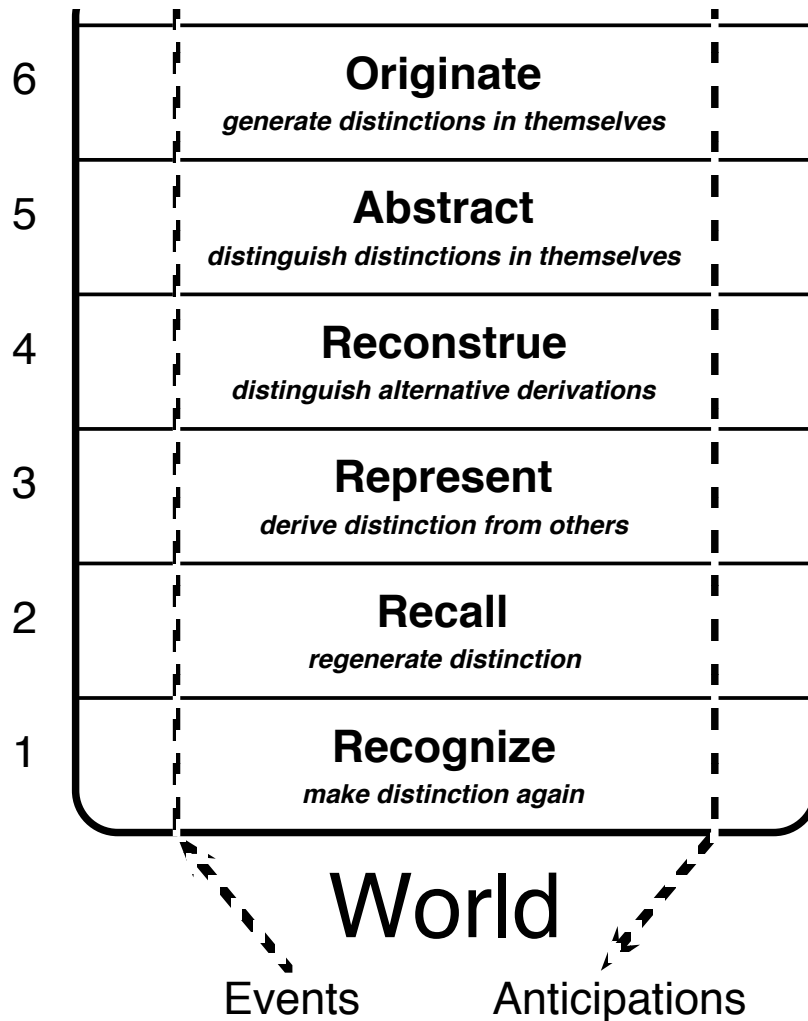 6
Originate
generate distinctions in themselves
5
Abstract
distinguish distinctions in themselves
4
Reconstrue
distinguish alternative derivations
3
Represent
derive distinction from others
2
Recall
regenerate distinction
1
Recognize
make distinction again
World
Events
Anticipations